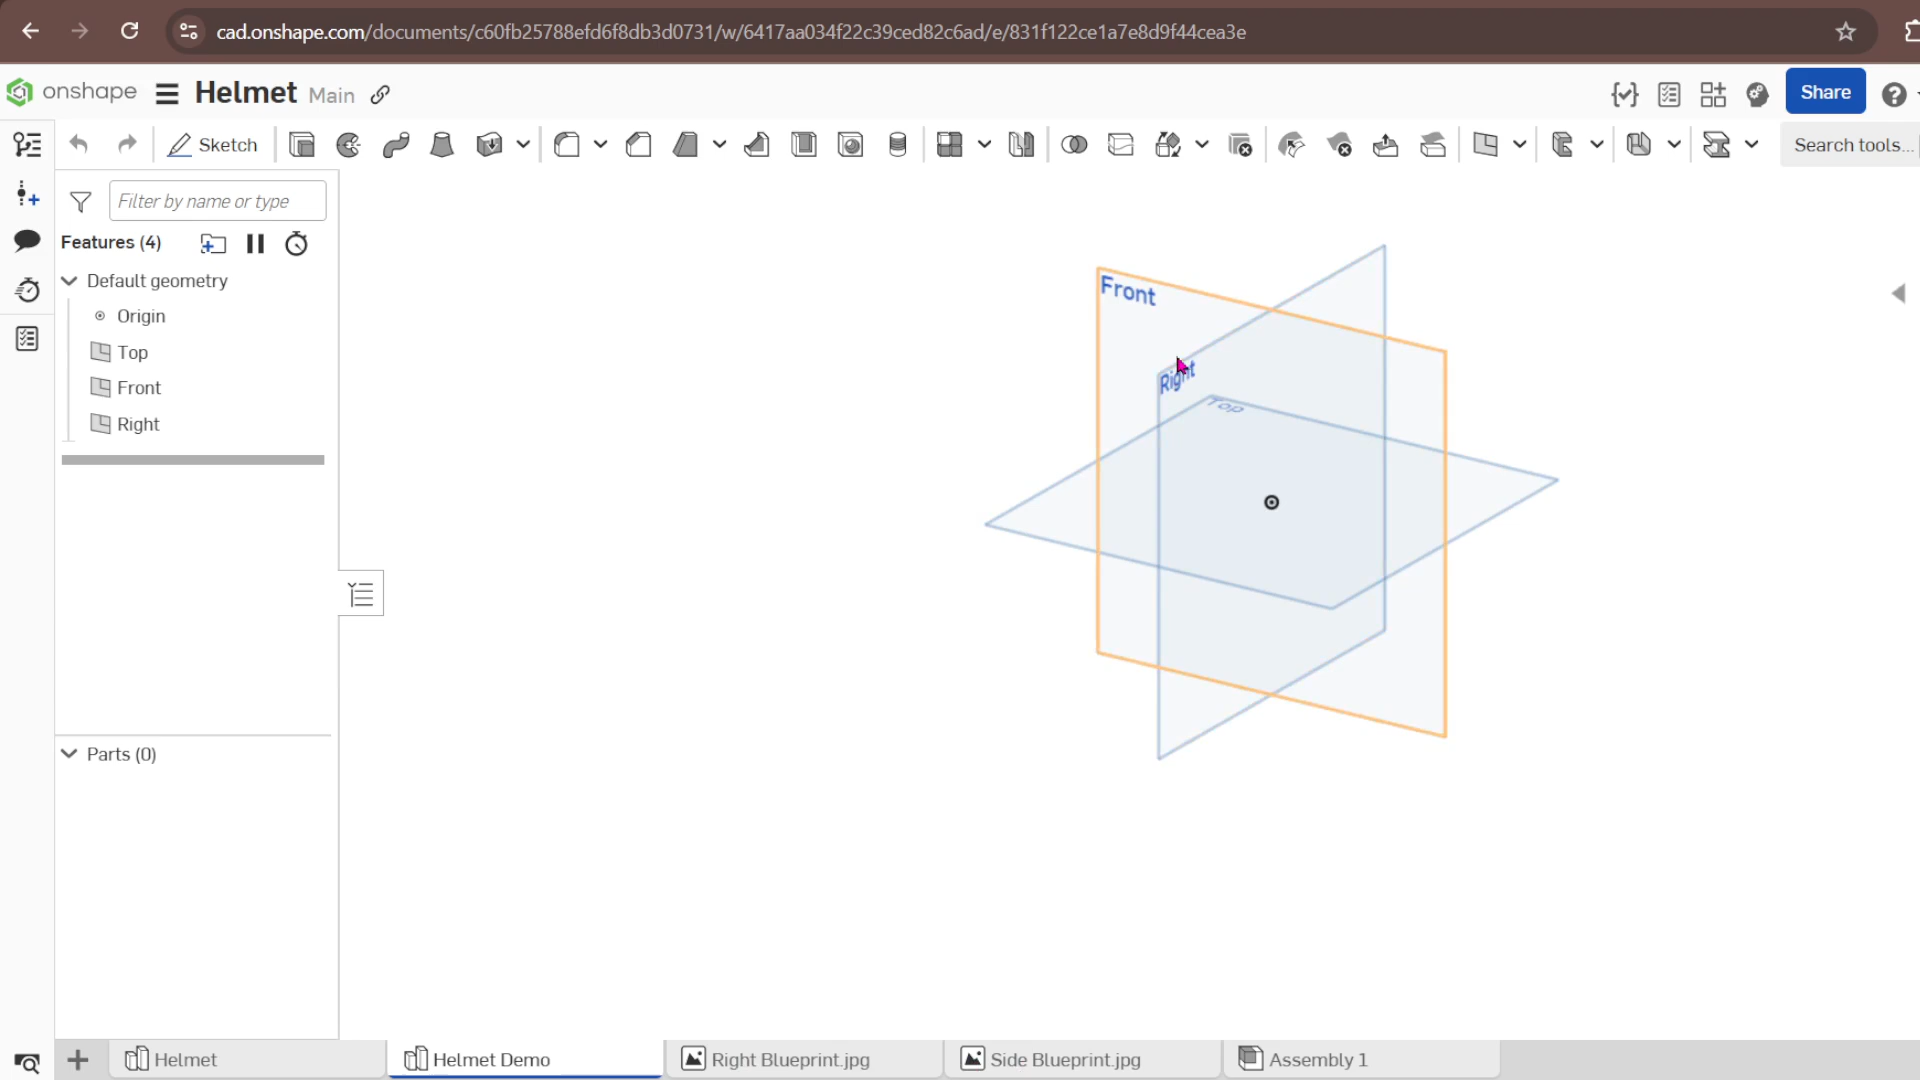 cad.onshape.com/documents/c60fb25788efd6f8db3d0731/w/6417aa034f22c39ced82c6ad/e/831f122ce1a7e8d9f44cea3e
onshape Helmet Main Share
Sketch Search tools...
Filter by name or type
Features (4)
Default geometry
Origin
Top
Front
Right
Parts (0)
Front
Right
Top
Helmet Helmet Demo Right Blueprint.jpg Side Blueprint.jpg Assembly 1